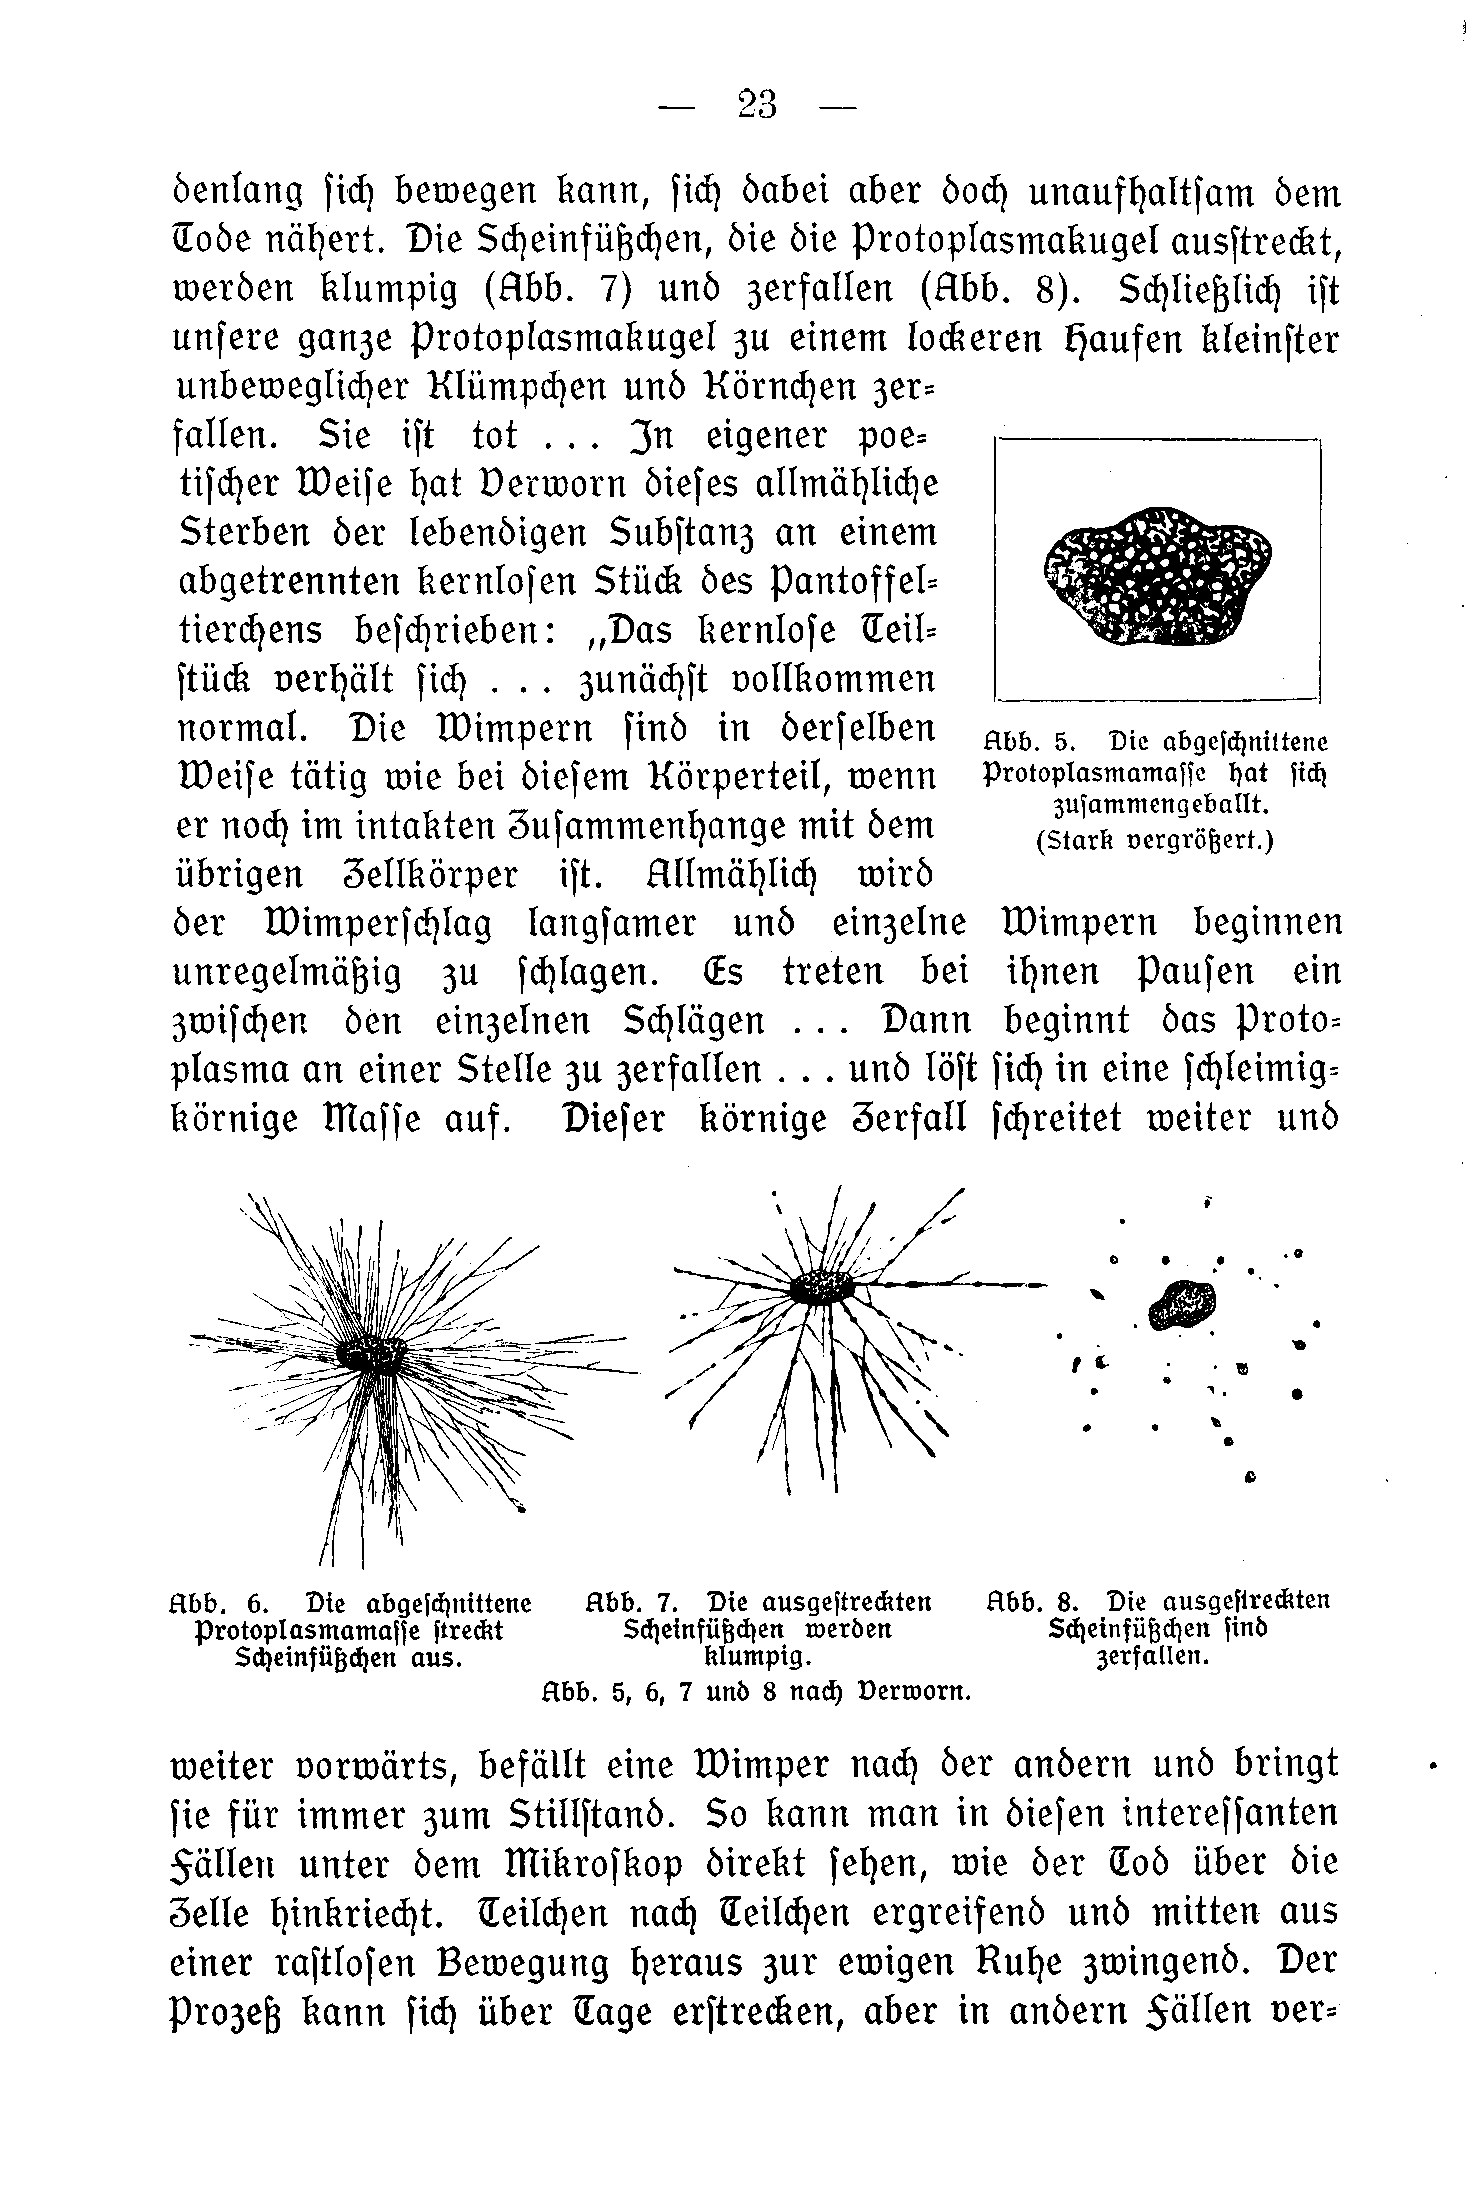 — 23 —
denlang sich bewegen kann, sich dabei aber doch unaufhaltsam dem
Tode nähert. Die Scheinfüßchen, die die Protoplasmakugel ausstreckt,
werden klumpig (Abb. 7) und zerfallen (Abb. 8). Schließlich ist
unsere ganze Protoplasmakugel zu einem lockeren Haufen kleinster
unbeweglicher Klümpchen und Körnchen zer-
fallen. Sie ist tot . . . In eigener poe-
tischer Weise hat Verworn dieses allmähliche
Sterben der lebendigen Substanz an einem
abgetrennten kernlosen Stück des Pantoffel-
tierchens beschrieben: „Das kernlose Teil-
stück verhält sich . . . zunächst vollkommen
normal. Die Wimpern sind in derselben
Weise tätig wie bei diesem Körperteil, wenn
er noch im intakten Zusammenhange mit dem
übrigen Zellkörper ist. Allmählich wird
Abb. 5. Die abgeschnittene
Protoplasmamasse hat sich
zusammengeballt.
(Stark vergrößert.)
der Wimperschlag langsamer und einzelne Wimpern beginnen
unregelmäßig zu schlagen. Es treten bei ihnen Pausen ein
zwischen den einzelnen Schlägen . . . Dann beginnt das Proto-
plasma an einer Stelle zu zerfallen . . . und löst sich in eine schleimig-
körnige Masse auf. Dieser körnige Zerfall schreitet weiter und
Abb. 6. Die abgeschnittene
Protoplasmamasse streckt
Scheinfüßchen aus.
Abb. 7. Die ausgestreckten
Scheinfüßchen werden
klumpig.
Abb. 8. Die ausgestreckten
Scheinfüßchen sind
zerfallen.
Abb. 5, 6, 7 und 8 nach Verworn.
weiter vorwärts, befällt eine Wimper nach der andern und bringt
sie für immer zum Stillstand. So kann man in diesen interessanten
Fällen unter dem Mikroskop direkt sehen, wie der Tod über die
Zelle hinkriecht. Teilchen nach Teilchen ergreifend und mitten aus
einer rastlosen Bewegung heraus zur ewigen Ruhe zwingend. Der
Prozeß kann sich über Tage erstrecken, aber in andern Fällen ver-